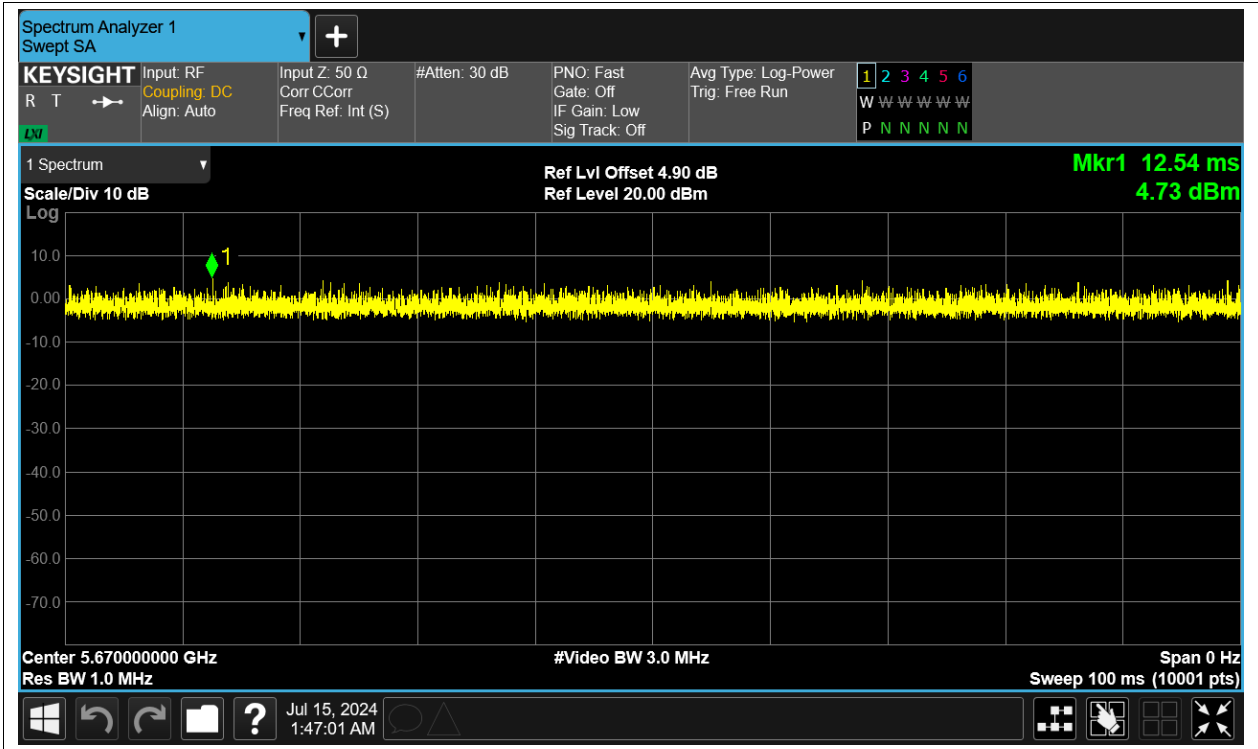 Spectrum Analyzer 1
Swept SA
+
KEYSIGHT
R T
LXI
Input: RF
Coupling: DC
Align: Auto
Input Z: 50 Ω
Corr CCorr
Freq Ref: Int (S)
#Atten: 30 dB
PNO: Fast
Gate: Off
IF Gain: Low
Sig Track: Off
Avg Type: Log-Power
Trig: Free Run
1 2 3 4 5 6
W W W W W W
P N N N N N
1 Spectrum
Scale/Div 10 dB
Log
Ref Lvl Offset 4.90 dB
Ref Level 20.00 dBm
Mkr1 12.54 ms
4.73 dBm
1
10.0
0.00
-10.0
-20.0
-30.0
-40.0
-50.0
-60.0
-70.0
Center 5.670000000 GHz
Res BW 1.0 MHz
#Video BW 3.0 MHz
Span 0 Hz
Sweep 100 ms (10001 pts)
?
Jul 15, 2024
1:47:01 AM